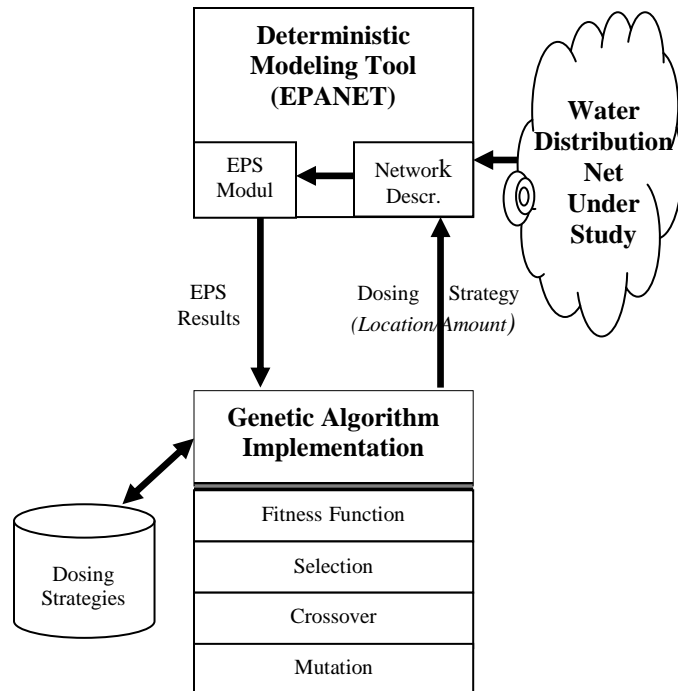 Deterministic
Modeling Tool
(EPANET)
Water
Distribution
Net
Under
Study
EPS
Modul
Network
Descr.
EPS
Results
Dosing Strategy
(Location/Amount)
Genetic Algorithm
Implementation
Fitness Function
Selection
Crossover
Mutation
Dosing
Strategies